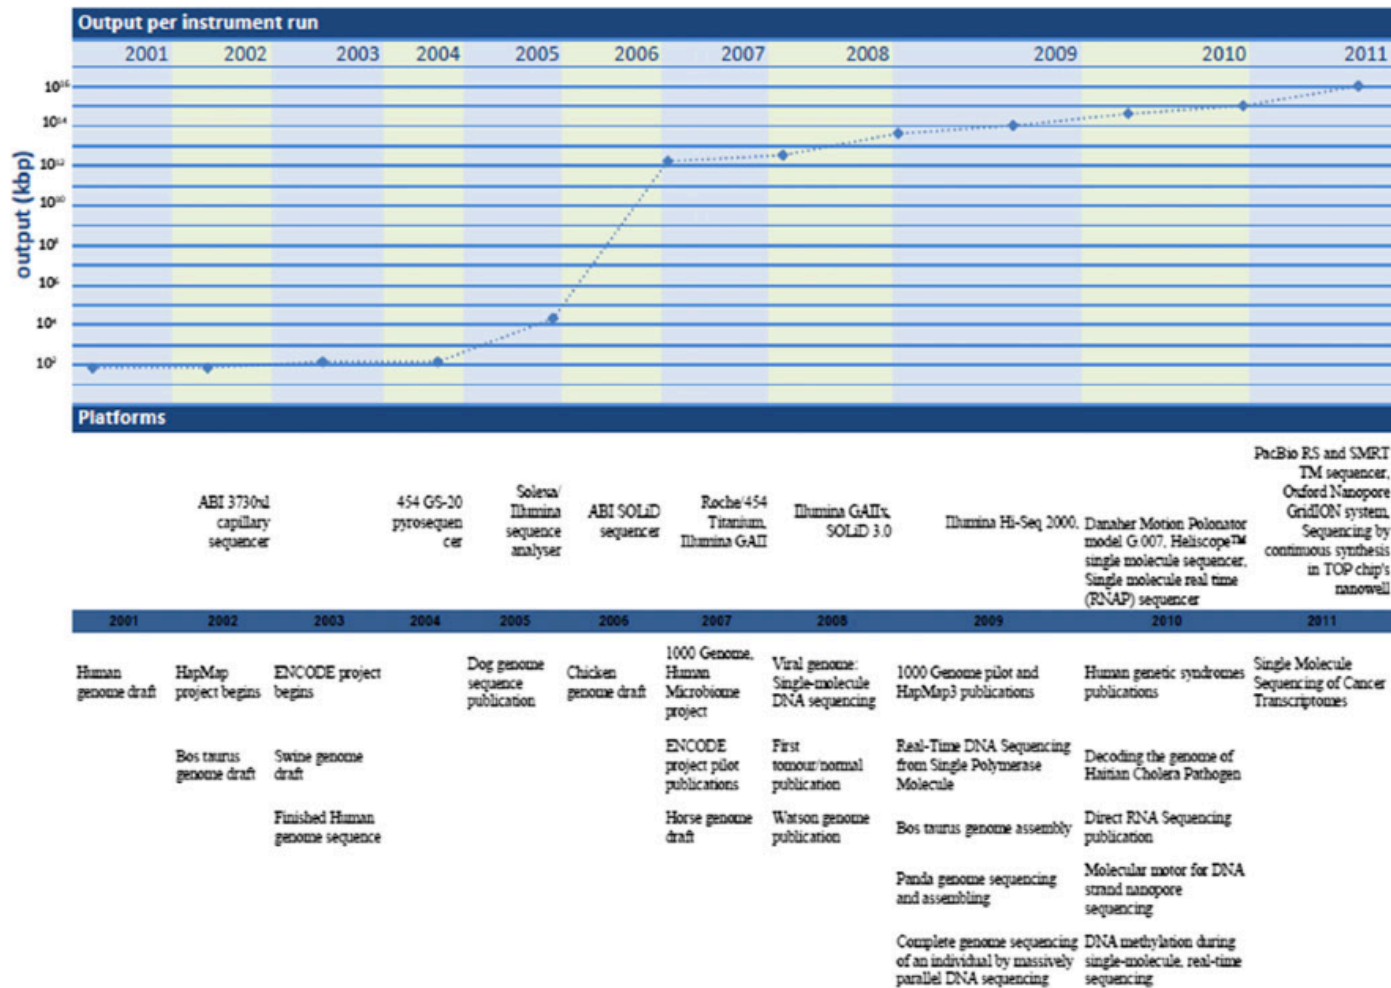 Output per instrument run
2001 2002 2003 2004 2005 2006 2007 2008 2009 2010 2011
output (kbp)
10¹⁶
10¹⁴
10¹²
10¹⁰
10⁸
10⁶
10⁴
10²
Platforms
ABI 3730xl
capillary
sequencer
454 GS-20
pyrosequen
cer
Solexa/
Illumina
sequence
analyser
ABI SOLiD
sequencer
Roche/454
Titanium,
Illumina GAII
Illumina GAIIx,
SOLiD 3.0
Illumina Hi-Seq 2000,
Danaher Motion Polonator
model G.007, Heliscope™
single molecule sequencer,
Single molecule real time
(RNAP) sequencer
PacBio RS and SMRT
TM sequencer,
Oxford Nanopore
GridION system,
Sequencing by
continuous synthesis
in TOP chip's
nanowell
2001 2002 2003 2004 2005 2006 2007 2008 2009 2010 2011
Human
genome draft
HapMap
project begins
Bos taurus
genome draft
ENCODE project
begins
Swine genome
draft
Finished Human
genome sequence
Dog genome
sequence
publication
Chicken
genome draft
1000 Genome,
Human
Microbiome
project
ENCODE
project pilot
publications
Horse genome
draft
Viral genome:
Single-molecule
DNA sequencing
First
tomour/normal
publication
Watson genome
publication
1000 Genome pilot and
HapMap3 publications
Real-Time DNA Sequencing
from Single Polymerase
Molecule
Bos taurus genome assembly
Panda genome sequencing
and assembling
Complete genome sequencing
of an individual by massively
parallel DNA sequencing
Human genetic syndromes
publications
Decoding the genome of
Haitian Cholera Pathogen
Direct RNA Sequencing
publication
Molecular motor for DNA
strand nanopore
sequencing
DNA methylation during
single-molecule, real-time
sequencing
Single Molecule
Sequencing of Cancer
Transcriptomes